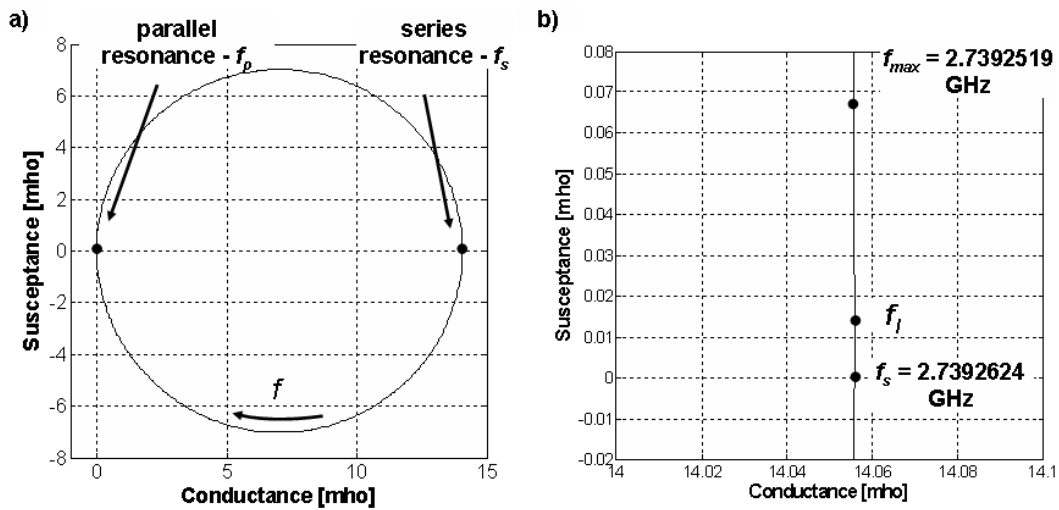 a)
parallel
resonance - fₚ
series
resonance - fₛ
8
6
4
2
0
-2
-4
-6
-8
Susceptance [mho]
f
0
5
10
15
Conductance [mho]
b)
0.08
0.07
0.06
0.05
0.04
0.03
0.02
0.01
0
-0.01
-0.02
Susceptance [mho]
fmax = 2.7392519
GHz
fl
fs = 2.7392624
GHz
14
14.02
14.04
14.06
14.08
14.1
Conductance [mho]